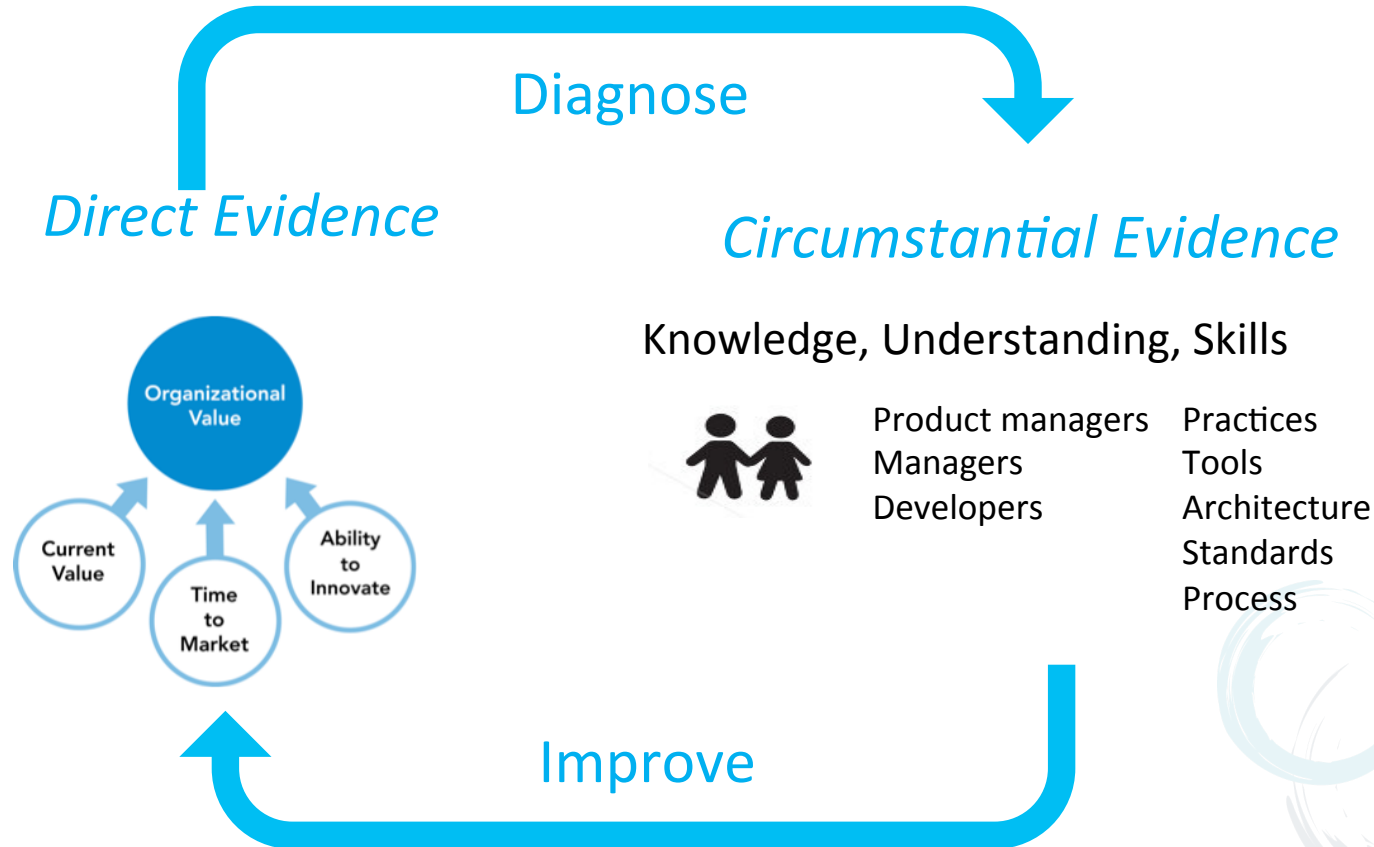 Diagnose
Direct Evidence
Circumstantial Evidence
Organizational
Value
Current
Value
Time
to
Market
Ability
to
Innovate
Knowledge, Understanding, Skills
Product managers
Managers
Developers
Practices
Tools
Architecture
Standards
Process
Improve